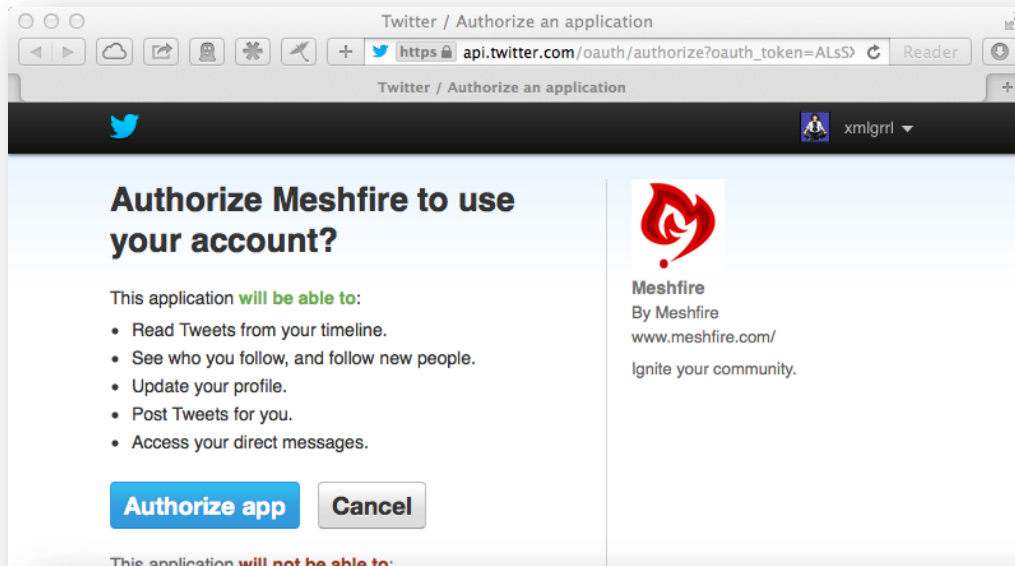 Twitter / Authorize an application
https api.twitter.com/oauth/authorize?oauth_token=ALsSX
Reader
Twitter / Authorize an application
xmlgrrl
Authorize Meshfire to use
your account?
This application will be able to:
• Read Tweets from your timeline.
• See who you follow, and follow new people.
• Update your profile.
• Post Tweets for you.
• Access your direct messages.
Authorize app
Cancel
This application will not be able to:
Meshfire
By Meshfire
www.meshfire.com/
Ignite your community.